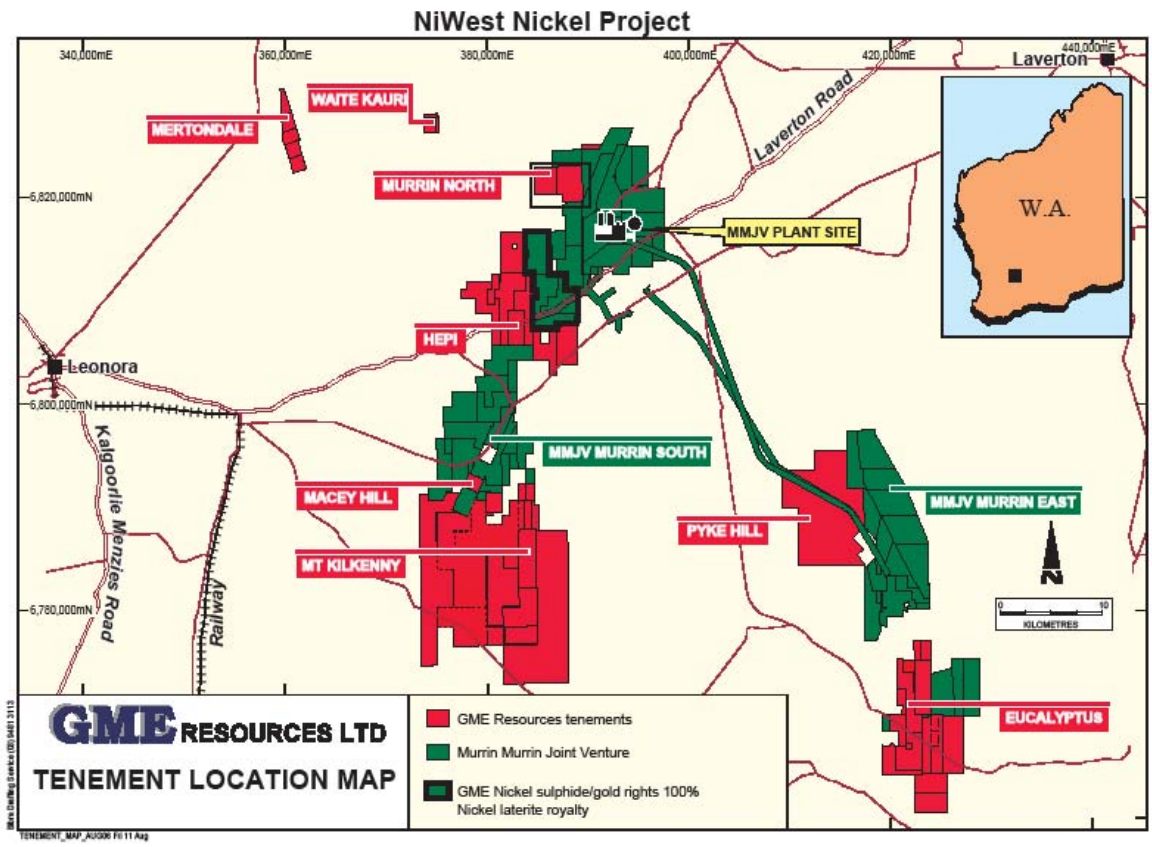 NiWest Nickel Project
340,000mE
360,000mE
380,000mE
400,000mE
420,000mE
440,000mE
Laverton
WAITE KAURI
MERTONDALE
Laverton Road
MURRIN NORTH
6,820,000mN
W.A.
MMJV PLANT SITE
HEPI
Leonora
6,800,000mN
Kalgoorlie Menzies Road
MMJV MURRIN SOUTH
MACEY HILL
MMJV MURRIN EAST
PYKE HILL
MT KILKENNY
N
Railway
6,780,000mN
0 10
KILOMETRES
EUCALYPTUS
GME RESOURCES LTD
TENEMENT LOCATION MAP
GME Resources tenements
Murrin Murrin Joint Venture
GME Nickel sulphide/gold rights 100%
Nickel laterite royalty
TENEMENT_MAP_AUG06 Fri 11 Aug